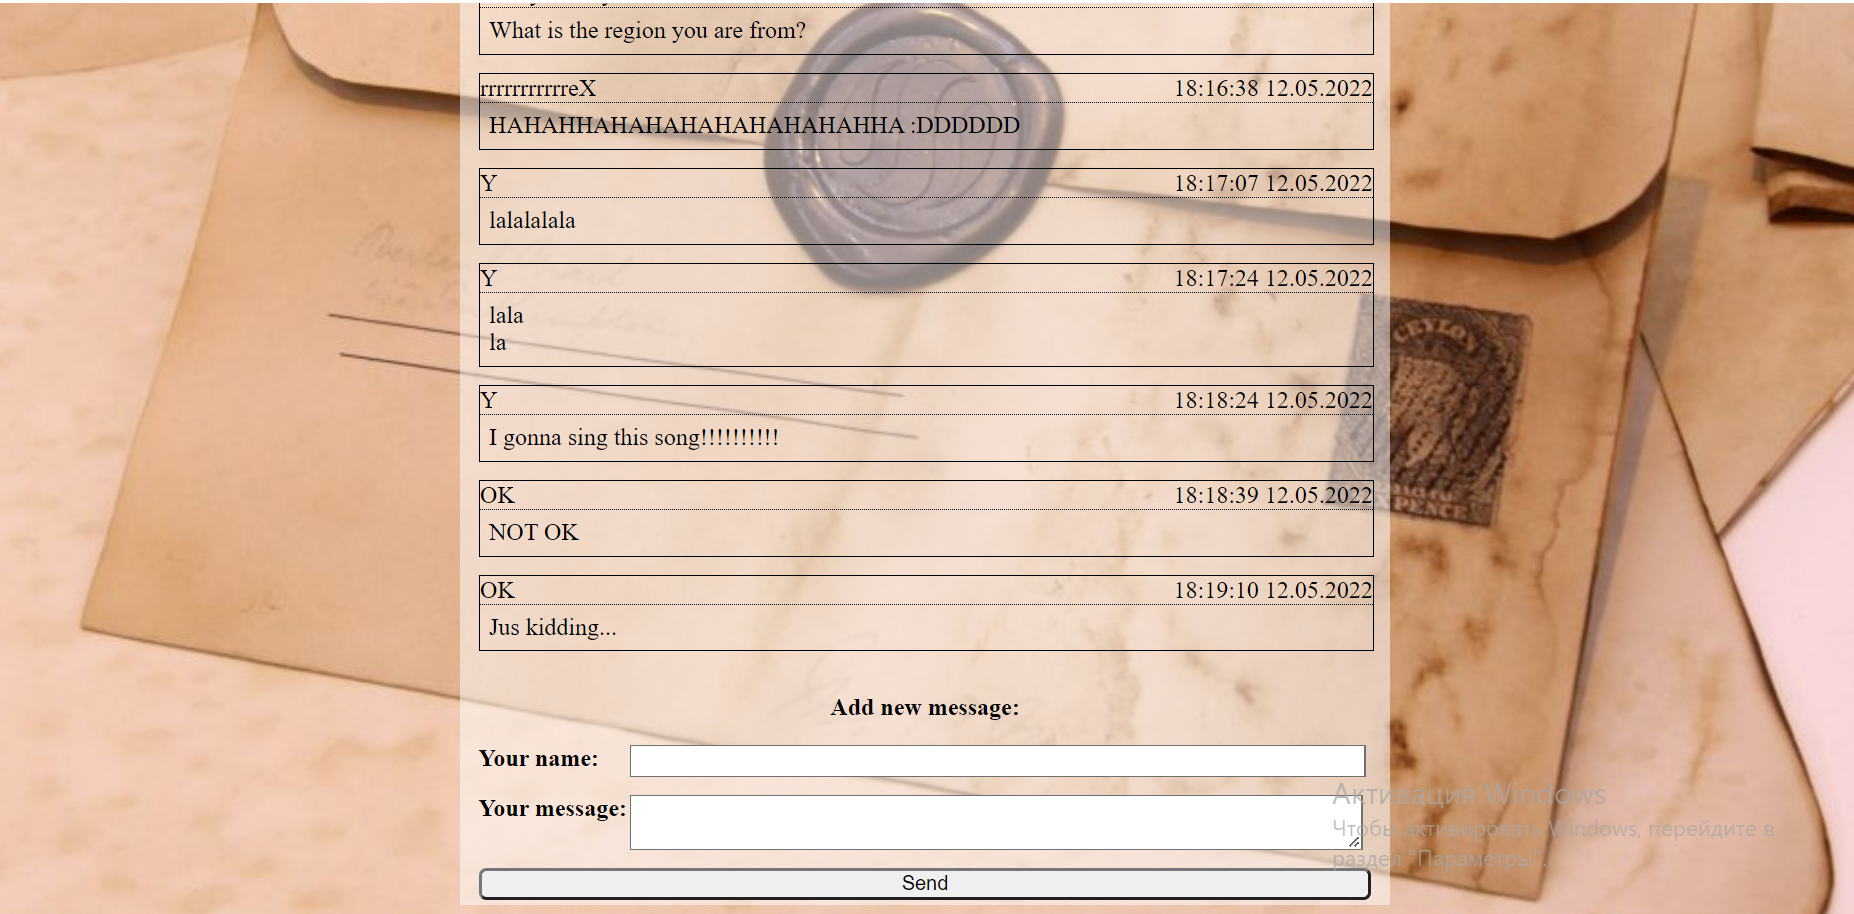 What is the region you are from?
rrrrrrrrrrreX 18:16:38 12.05.2022
HAHAHHAHAHAHAHAHAHAHAHHA :DDDDDD
Y 18:17:07 12.05.2022
lalalalala
Y 18:17:24 12.05.2022
lala
la
Y 18:18:24 12.05.2022
I gonna sing this song!!!!!!!!!!
OK 18:18:39 12.05.2022
NOT OK
OK 18:19:10 12.05.2022
Jus kidding...
CEYLON
PENCE
Add new message:
Your name:
Your message:
Активация Windows
Чтобы активировать Windows, перейдите в
раздел "Параметры".
Send